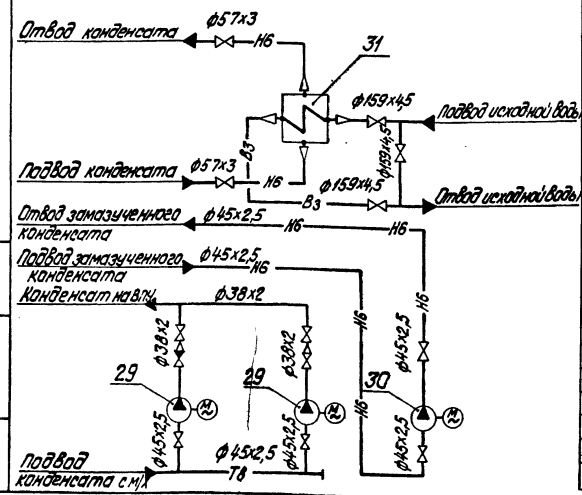 Отвод конденсата
ф57х3
Н6
31
ф159х4,5
Подвод исходной воды
В3
ф159х4,5
Подвод конденсата
ф57х3
Н6
ф159х4,5
В3
Отвод исходной воды
Отвод замазученного
конденсата
ф45х2,5
Н6
Н6
Подвод замазученного
конденсата
ф45х2,5
Н6
Н6
Н6
Конденсат на ВПУ
ф38х2
ф38х2
ф38х2
ф45х2,5
29
29
30
М
М
М
Н6
ф45х2,5
ф45х2,5
ф45х2,5
ф45х2,5
Т8
Подвод
конденсата с м/х